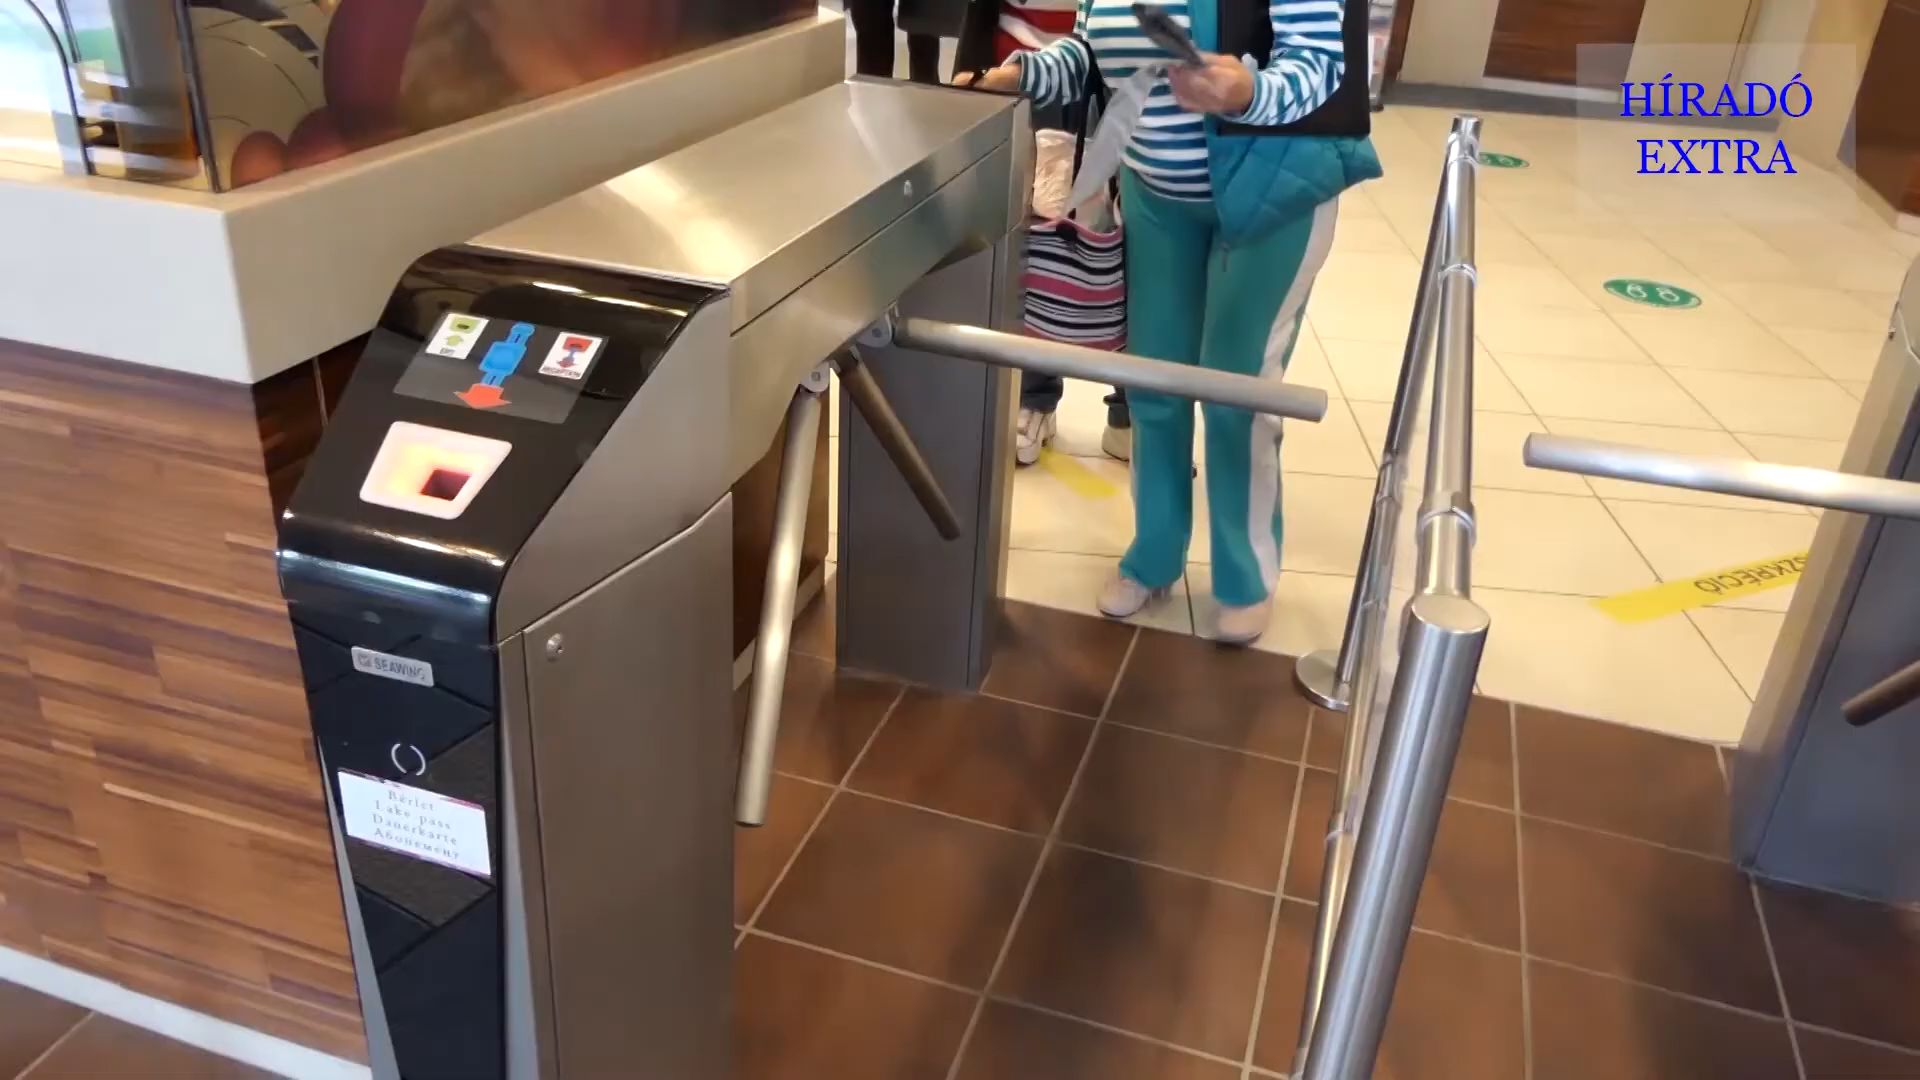 HÍRADÓ
EXTRA
SEAWING
Bérlet
Lake pass
Dauerkarte
Абонемент